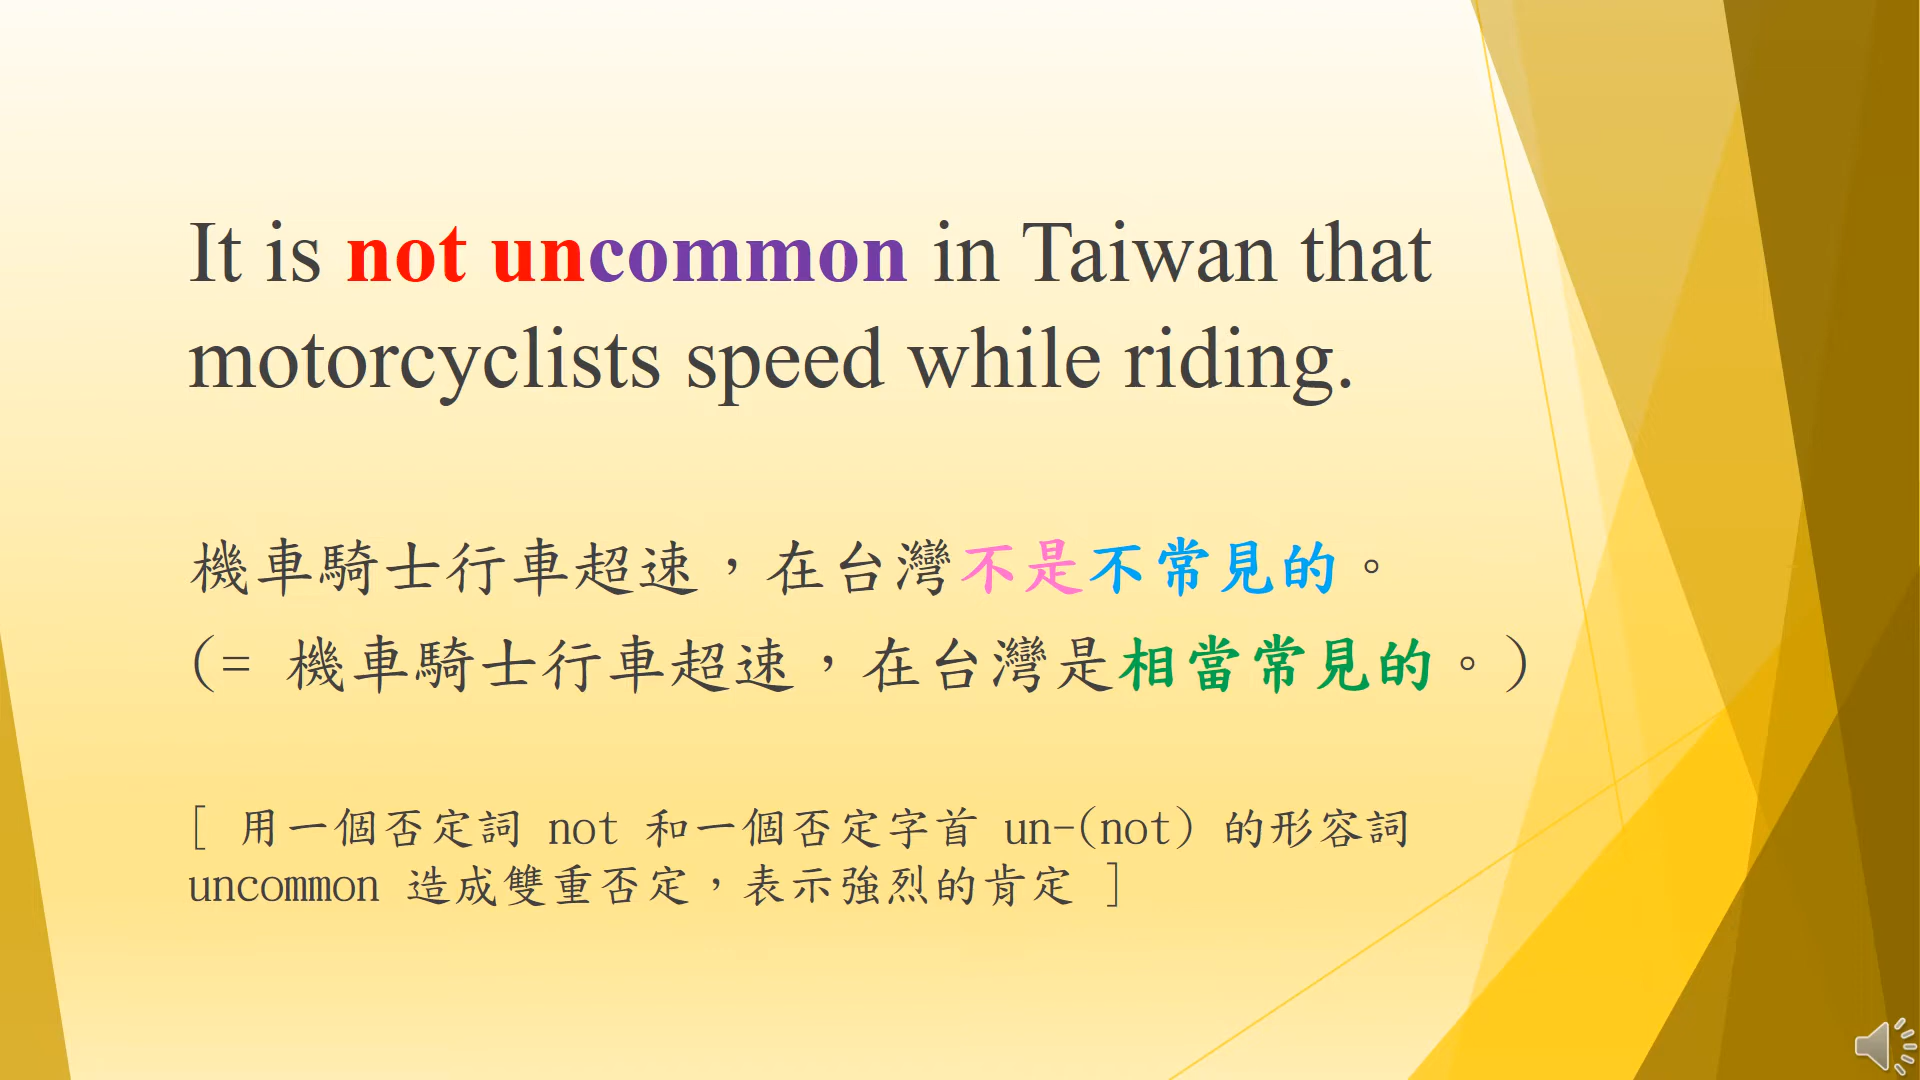 It is not uncommon in Taiwan that
motorcyclists speed while riding.
機車騎士行車超速，在台灣不是不常見的。
(= 機車騎士行車超速，在台灣是相當常見的。)
[ 用一個否定詞 not 和一個否定字首 un-(not) 的形容詞
uncommon 造成雙重否定，表示強烈的肯定 ]